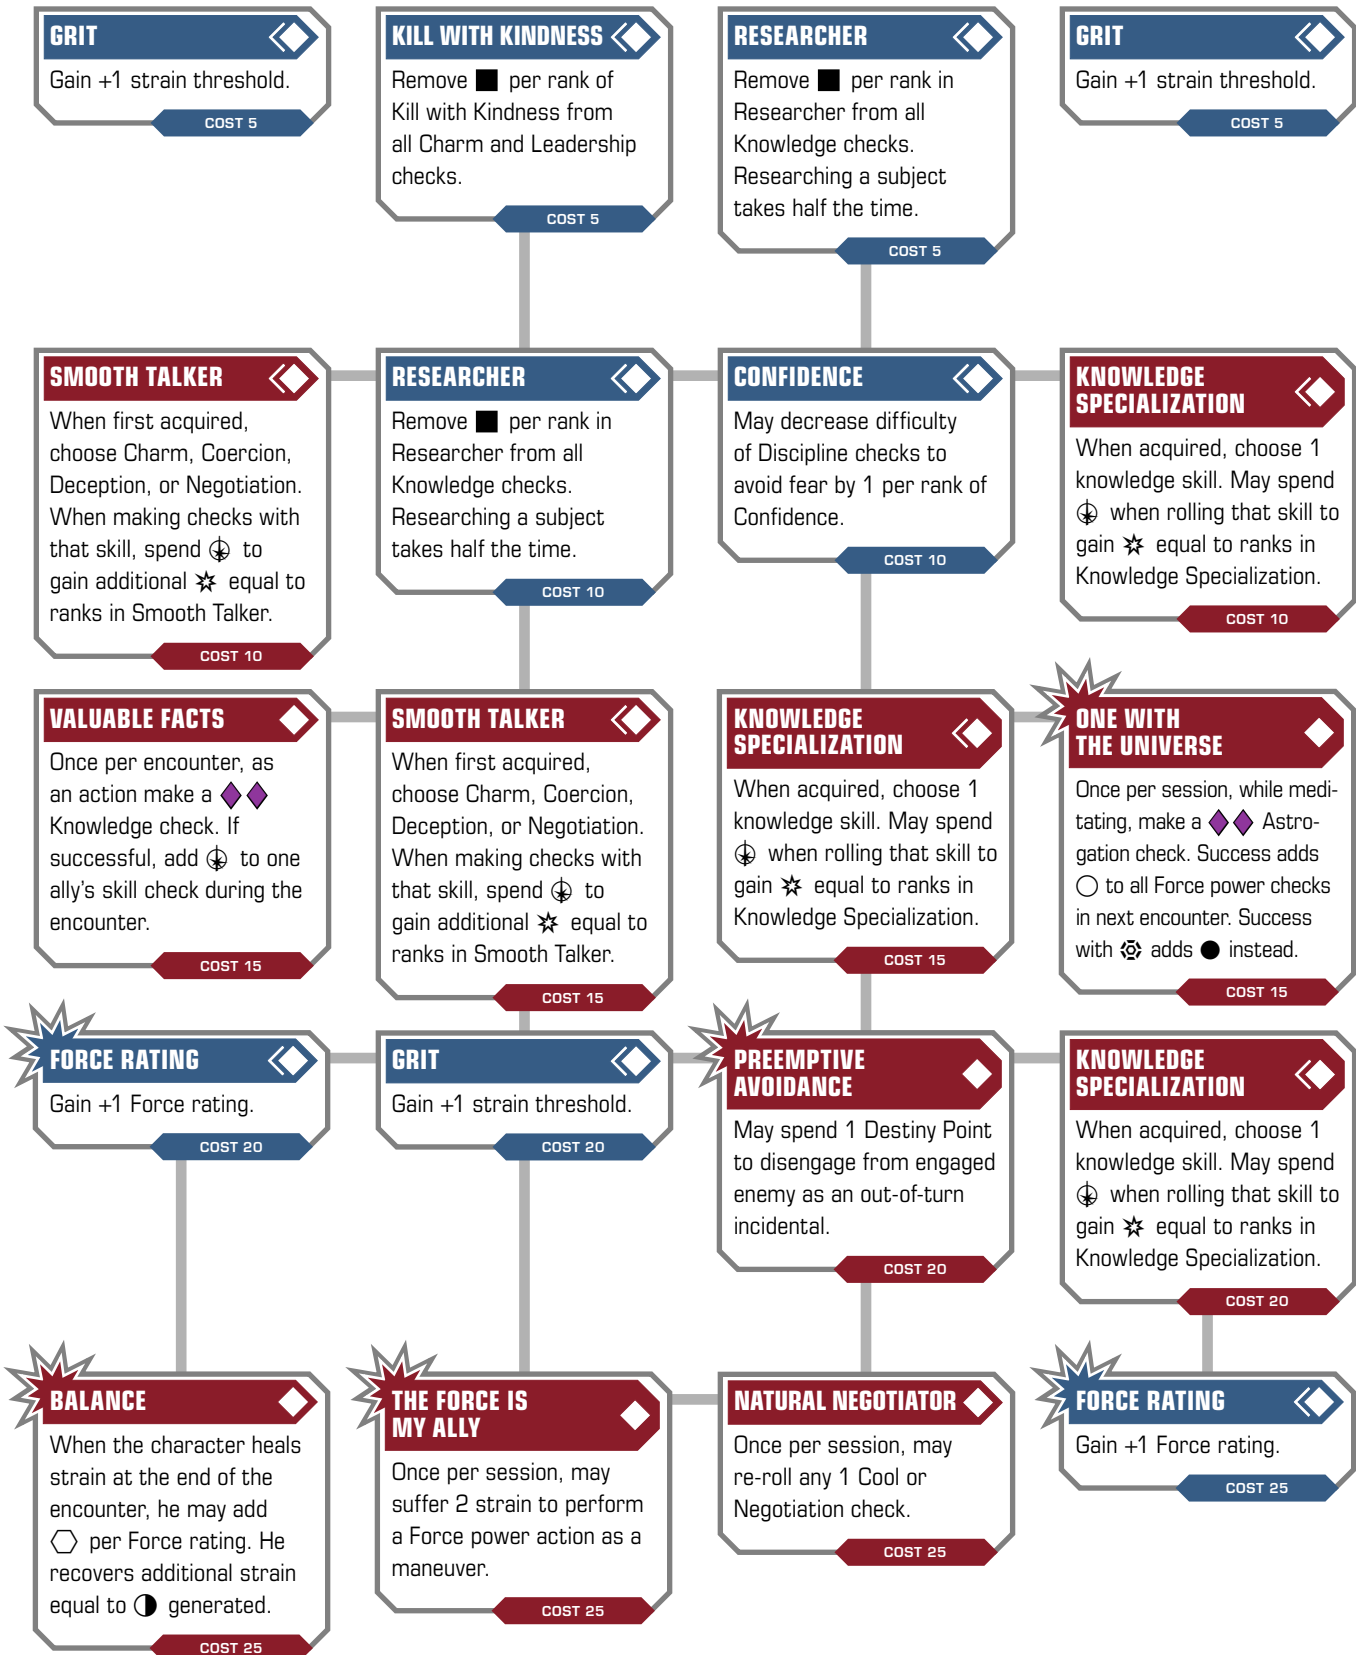 GRIT
Gain +1 strain threshold.
COST 5
KILL WITH KINDNESS
Remove ■ per rank of
Kill with Kindness from
all Charm and Leadership
checks.
COST 5
RESEARCHER
Remove ■ per rank in
Researcher from all
Knowledge checks.
Researching a subject
takes half the time.
COST 5
GRIT
Gain +1 strain threshold.
COST 5
SMOOTH TALKER
When first acquired,
choose Charm, Coercion,
Deception, or Negotiation.
When making checks with
that skill, spend to
gain additional equal to
ranks in Smooth Talker.
COST 10
RESEARCHER
Remove ■ per rank in
Researcher from all
Knowledge checks.
Researching a subject
takes half the time.
COST 10
CONFIDENCE
May decrease difficulty
of Discipline checks to
avoid fear by 1 per rank of
Confidence.
COST 10
KNOWLEDGE
SPECIALIZATION
When acquired, choose 1
knowledge skill. May spend
when rolling that skill to
gain equal to ranks in
Knowledge Specialization.
COST 10
VALUABLE FACTS
Once per encounter, as
an action make a ◆◆
Knowledge check. If
successful, add to one
ally's skill check during the
encounter.
COST 15
SMOOTH TALKER
When first acquired,
choose Charm, Coercion,
Deception, or Negotiation.
When making checks with
that skill, spend to
gain additional equal to
ranks in Smooth Talker.
COST 15
KNOWLEDGE
SPECIALIZATION
When acquired, choose 1
knowledge skill. May spend
when rolling that skill to
gain equal to ranks in
Knowledge Specialization.
COST 15
ONE WITH
THE UNIVERSE
Once per session, while medi-
tating, make a ◆◆ Astro-
gation check. Success adds
○ to all Force power checks
in next encounter. Success
with adds ● instead.
COST 15
FORCE RATING
Gain +1 Force rating.
COST 20
GRIT
Gain +1 strain threshold.
COST 20
PREEMPTIVE
AVOIDANCE
May spend 1 Destiny Point
to disengage from engaged
enemy as an out-of-turn
incidental.
COST 20
KNOWLEDGE
SPECIALIZATION
When acquired, choose 1
knowledge skill. May spend
when rolling that skill to
gain equal to ranks in
Knowledge Specialization.
COST 20
BALANCE
When the character heals
strain at the end of the
encounter, he may add
⬡ per Force rating. He
recovers additional strain
equal to ◑ generated.
COST 25
THE FORCE IS
MY ALLY
Once per session, may
suffer 2 strain to perform
a Force power action as a
maneuver.
COST 25
NATURAL NEGOTIATOR
Once per session, may
re-roll any 1 Cool or
Negotiation check.
COST 25
FORCE RATING
Gain +1 Force rating.
COST 25